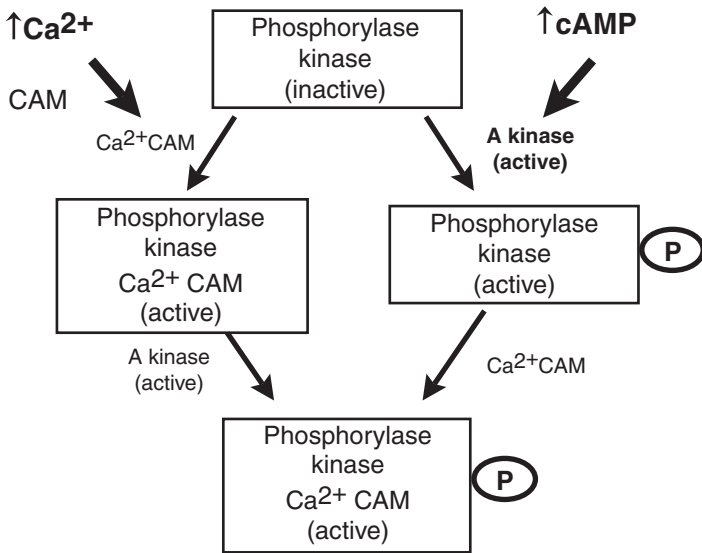 ↑Ca2+
CAM
Ca2+CAM
Phosphorylase
kinase
(inactive)
↑cAMP
A kinase
(active)
Phosphorylase
kinase
Ca2+ CAM
(active)
Phosphorylase
kinase
(active)
P
A kinase
(active)
Ca2+CAM
Phosphorylase
kinase
Ca2+ CAM
(active)
P